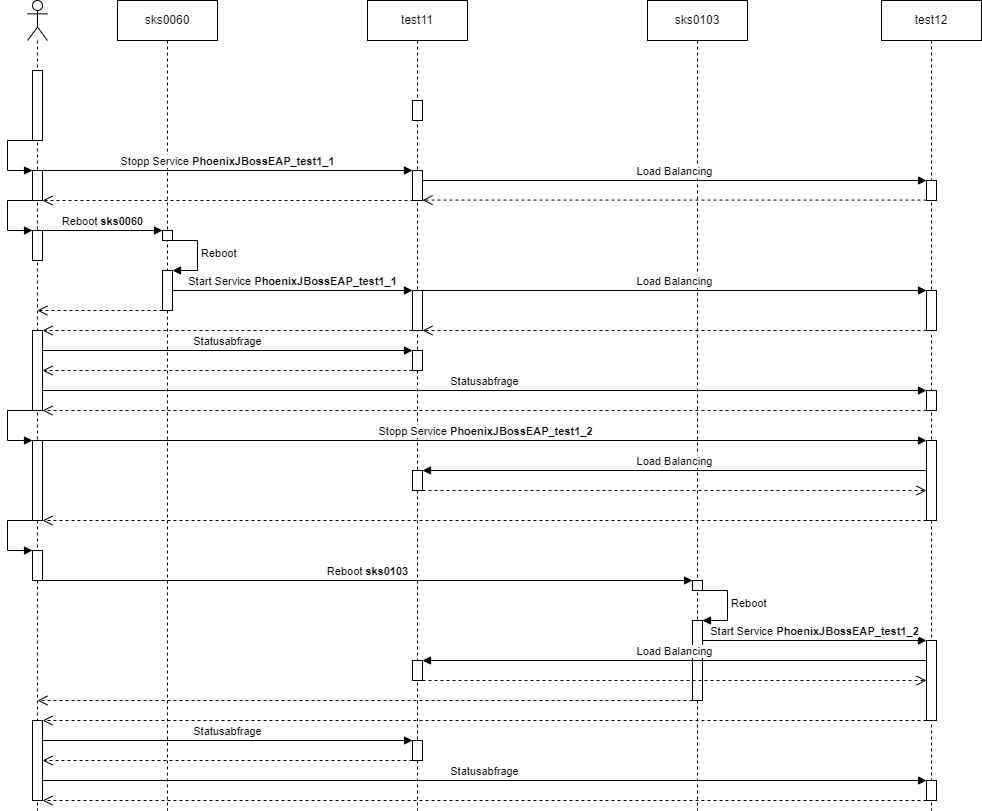 sks0060
test11
sks0103
test12
Stopp Service PhoenixJBossEAP_test1_1
Load Balancing
Reboot sks0060
Reboot
Start Service PhoenixJBossEAP_test1_1
Load Balancing
Statusabfrage
Statusabfrage
Stopp Service PhoenixJBossEAP_test1_2
Load Balancing
Reboot sks0103
Reboot
Start Service PhoenixJBossEAP_test1_2
Load Balancing
Statusabfrage
Statusabfrage